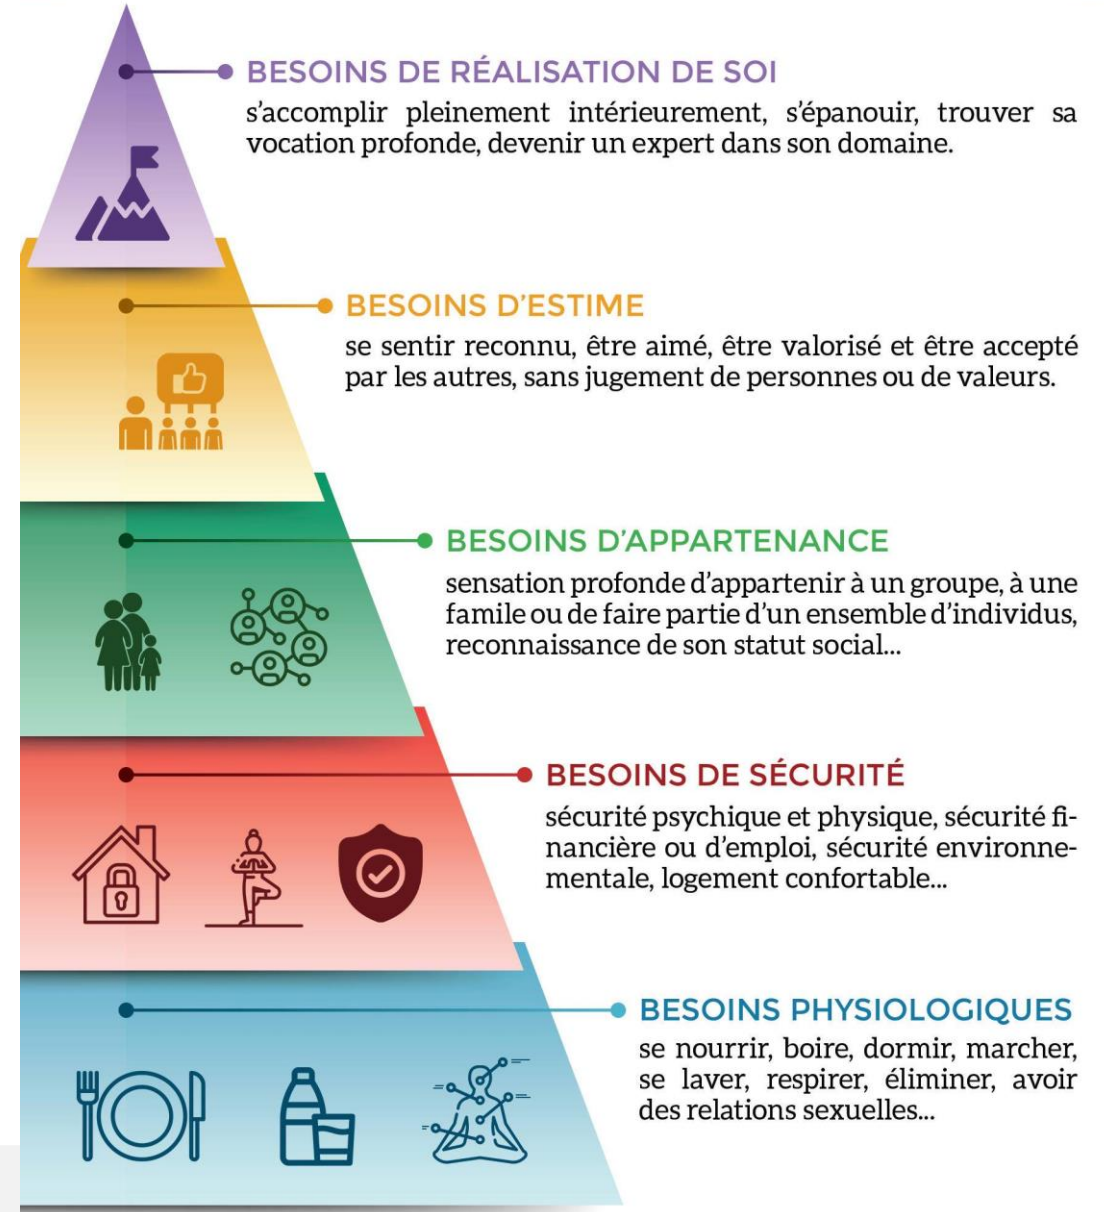 BESOINS DE RÉALISATION DE SOI
s’accomplir pleinement intérieurement, s’épanouir, trouver sa
vocation profonde, devenir un expert dans son domaine.
BESOINS D’ESTIME
se sentir reconnu, être aimé, être valorisé et être accepté
par les autres, sans jugement de personnes ou de valeurs.
BESOINS D’APPARTENANCE
sensation profonde d’appartenir à un groupe, à une
famile ou de faire partie d’un ensemble d’individus,
reconnaissance de son statut social...
BESOINS DE SÉCURITÉ
sécurité psychique et physique, sécurité fi-
nancière ou d’emploi, sécurité environne-
mentale, logement confortable...
BESOINS PHYSIOLOGIQUES
se nourrir, boire, dormir, marcher,
se laver, respirer, éliminer, avoir
des relations sexuelles...